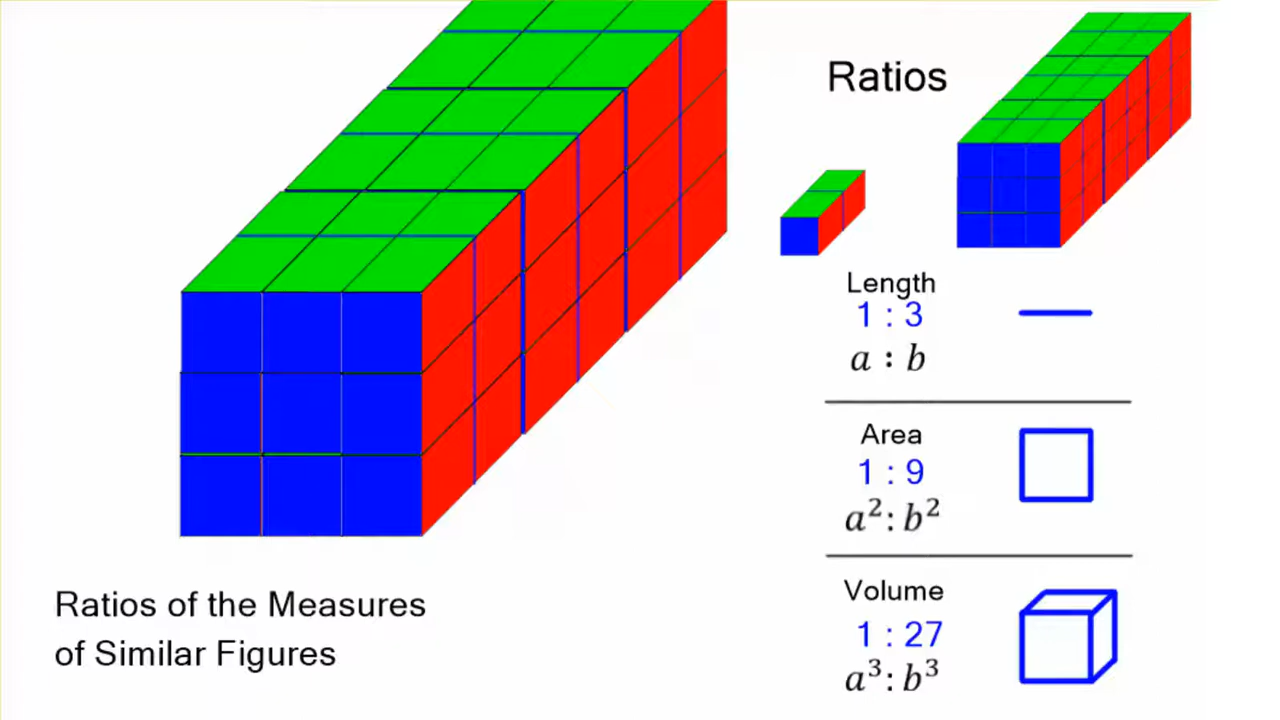 Ratios
Length
1 : 3
a : b
Area
1 : 9
a²: b²
Volume
1 : 27
a³: b³
Ratios of the Measures
of Similar Figures